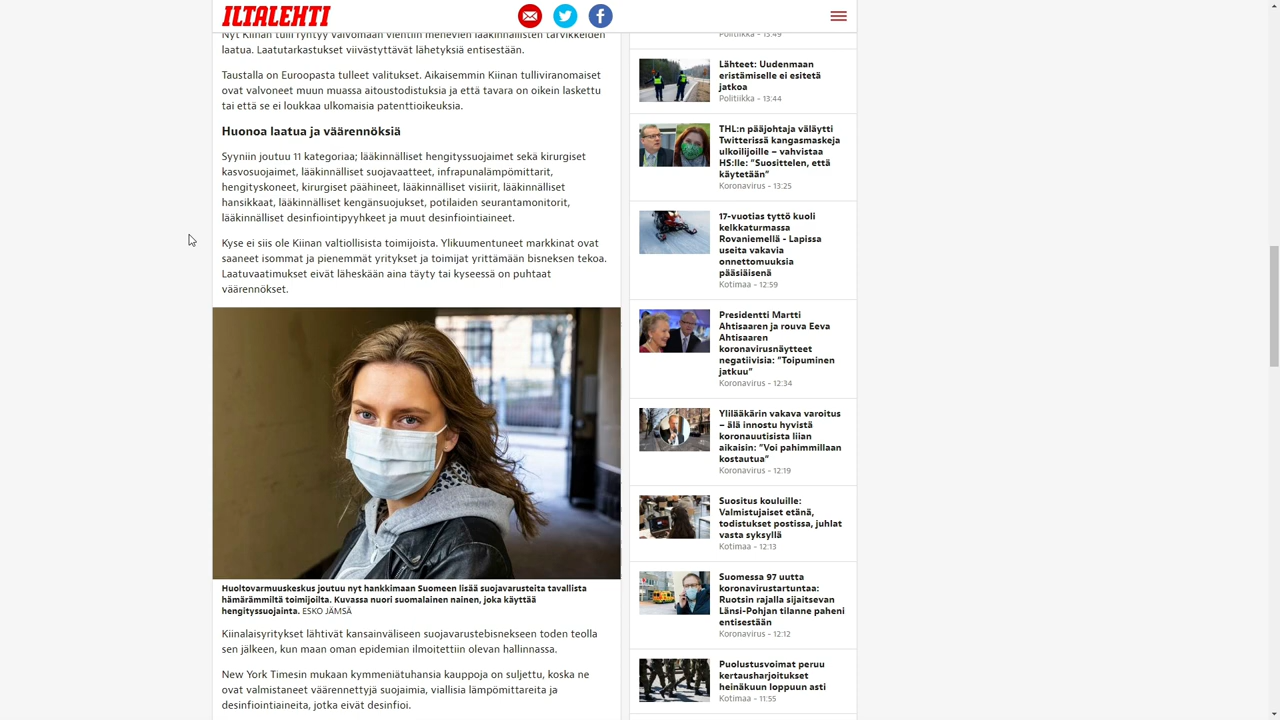 ILTALEHTI
Nyt Kiinan tulli ryhtyy valvomaan vientiin menevien lääkinnällisten tarvikkeiden
laatua. Laatutarkastukset viivästyttävät lähetyksiä entisestään.
Taustalla on Euroopasta tulleet valitukset. Aikaisemmin Kiinan tulliviranomaiset
ovat valvoneet muun muassa aitoustodistuksia ja että tavara on oikein laskettu
tai että se ei loukkaa ulkomaisia patenttioikeuksia.
Huonoa laatua ja väärennöksiä
Syyniin joutuu 11 kategoriaa; lääkinnälliset hengityssuojaimet sekä kirurgiset
kasvosuojaimet, lääkinnälliset suojavaatteet, infrapunalämpömittarit,
hengityskoneet, kirurgiset päähineet, lääkinnälliset visiirit, lääkinnälliset
hansikkaat, lääkinnälliset kengänsuojukset, potilaiden seurantamonitorit,
lääkinnälliset desinfiointipyyhkeet ja muut desinfiointiaineet.
Kyse ei siis ole Kiinan valtiollisista toimijoista. Ylikuumentuneet markkinat ovat
saaneet isommat ja pienemmät yritykset ja toimijat yrittämään bisneksen tekoa.
Laatuvaatimukset eivät läheskään aina täyty tai kyseessä on puhtaat
väärennökset.
Huoltovarmuuskeskus joutuu nyt hankkimaan Suomeen lisää suojavarusteita tavallista
hämärämmiltä toimijoilta. Kuvassa nuori suomalainen nainen, joka käyttää
hengityssuojainta. ESKO JÄMSÄ
Kiinalaisyritykset lähtivät kansainväliseen suojavarustebisnekseen toden teolla
sen jälkeen, kun maan oman epidemian ilmoitettiin olevan hallinnassa.
New York Timesin mukaan kymmeniätuhansia kauppoja on suljettu, koska ne
ovat valmistaneet väärennettyjä suojaimia, viallisia lämpömittareita ja
desinfiointiaineita, jotka eivät desinfioi.
Politiikka - 13:49
Lähteet: Uudenmaan
eristämiselle ei esitetä
jatkoa
Politiikka - 13:44
THL:n pääjohtaja väläytti
Twitterissä kangasmaskeja
ulkoilijoille – vahvistaa
HS:lle: ”Suosittelen, että
käytetään”
Koronavirus - 13:25
17-vuotias tyttö kuoli
kelkkaturmassa
Rovaniemellä - Lapissa
useita vakavia
onnettomuuksia
pääsiäisenä
Kotimaa - 12:59
Presidentti Martti
Ahtisaaren ja rouva Eeva
Ahtisaaren
koronavirusnäytteet
negatiivisia: ”Toipuminen
jatkuu”
Koronavirus - 12:34
Ylilääkärin vakava varoitus
– älä innostu hyvistä
koronauutisista liian
aikaisin: ”Voi pahimmillaan
kostautua”
Koronavirus - 12:19
Suositus kouluille:
Valmistujaiset etänä,
todistukset postissa, juhlat
vasta syksyllä
Kotimaa - 12:13
Suomessa 97 uutta
koronavirustartuntaa:
Ruotsin rajalla sijaitsevan
Länsi-Pohjan tilanne paheni
entisestään
Koronavirus - 12:12
Puolustusvoimat peruu
kertausharjoitukset
heinäkuun loppuun asti
Kotimaa - 11:55